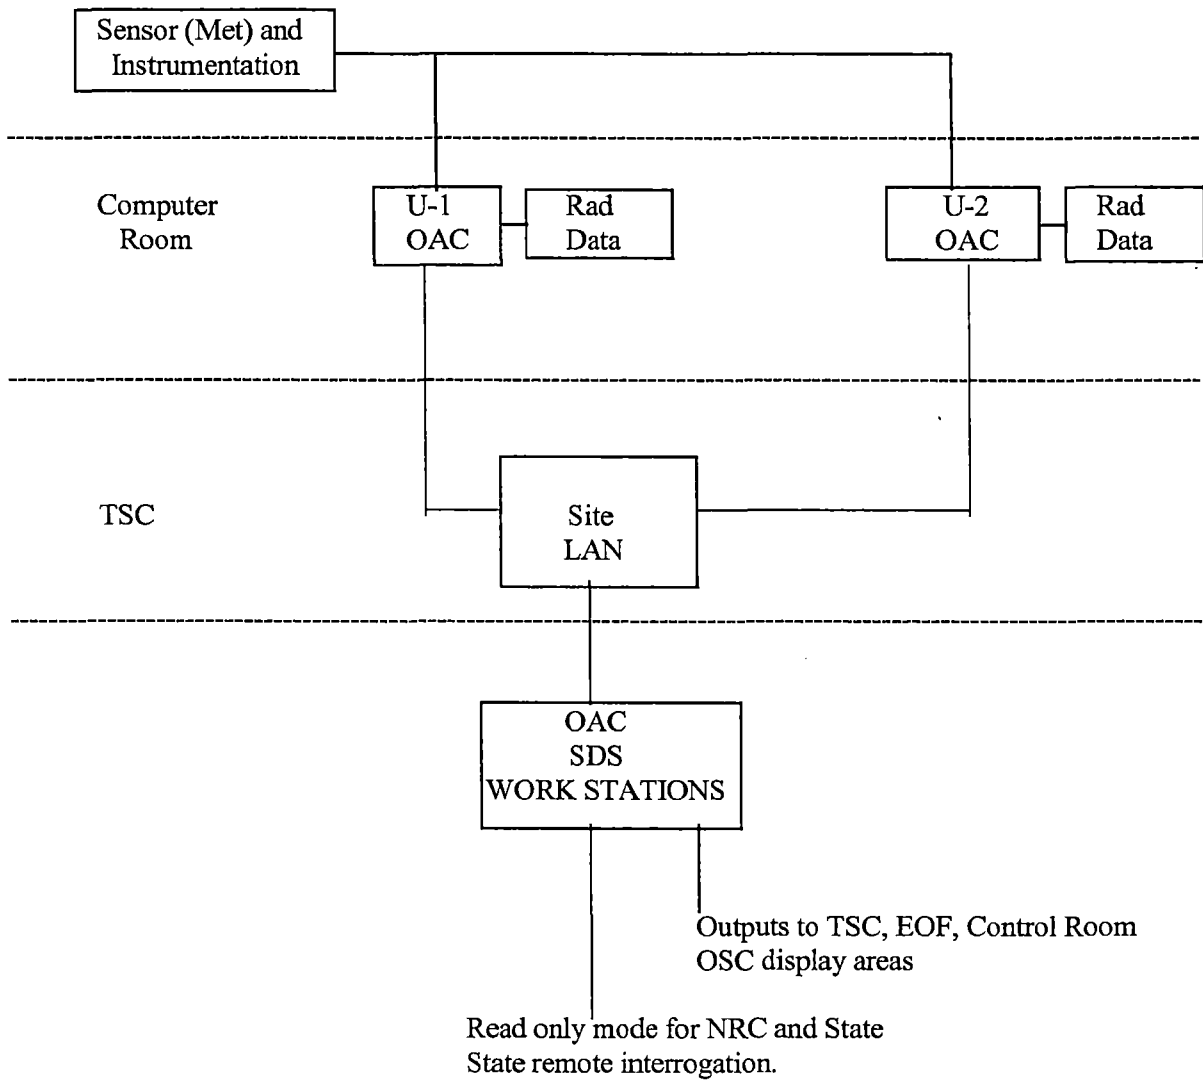 Sensor (Met) and
Instrumentation
Computer
Room
U-1
OAC
Rad
Data
U-2
OAC
Rad
Data
TSC
Site
LAN
OAC
SDS
WORK STATIONS
Outputs to TSC, EOF, Control Room
OSC display areas
Read only mode for NRC and State
State remote interrogation.